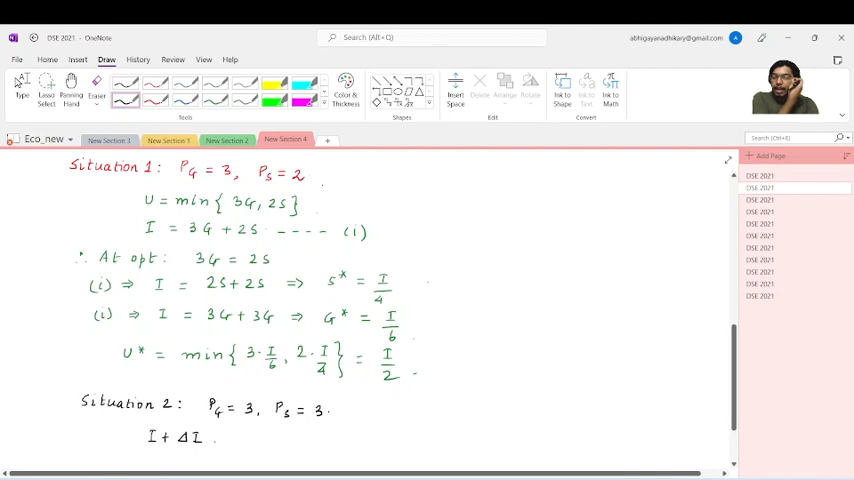 DSE 2021 - OneNote
Search (Alt+Q)
abhigayanadhikary@gmail.com
A
File Home Insert Draw History Review View Help
Type
Lasso Select
Panning Hand
Eraser
Color & Thickness
Insert Space
Delete
Arrange
Rotate
Ink to Shape
Ink to Text
Ink to Math
Tools
Shapes
Edit
Convert
Eco_new
New Section 3
New Section 1
New Section 2
New Section 4
Search (Ctrl+E)
Add Page
DSE 2021
DSE 2021
DSE 2021
DSE 2021
DSE 2021
DSE 2021
DSE 2021
DSE 2021
DSE 2021
DSE 2021
DSE 2021
Situation 1: P_G = 3, P_S = 2
U = min{ 3G, 2S}
I = 3G + 2S ---- (i)
∴ At opt: 3G = 2S
(i) ⇒ I = 2S + 2S ⇒ S* = I/4
(i) ⇒ I = 3G + 3G ⇒ G* = I/6
U* = min{ 3·I/6, 2·I/4 } = I/2
Situation 2: P_G = 3, P_S = 3.
I + ΔI